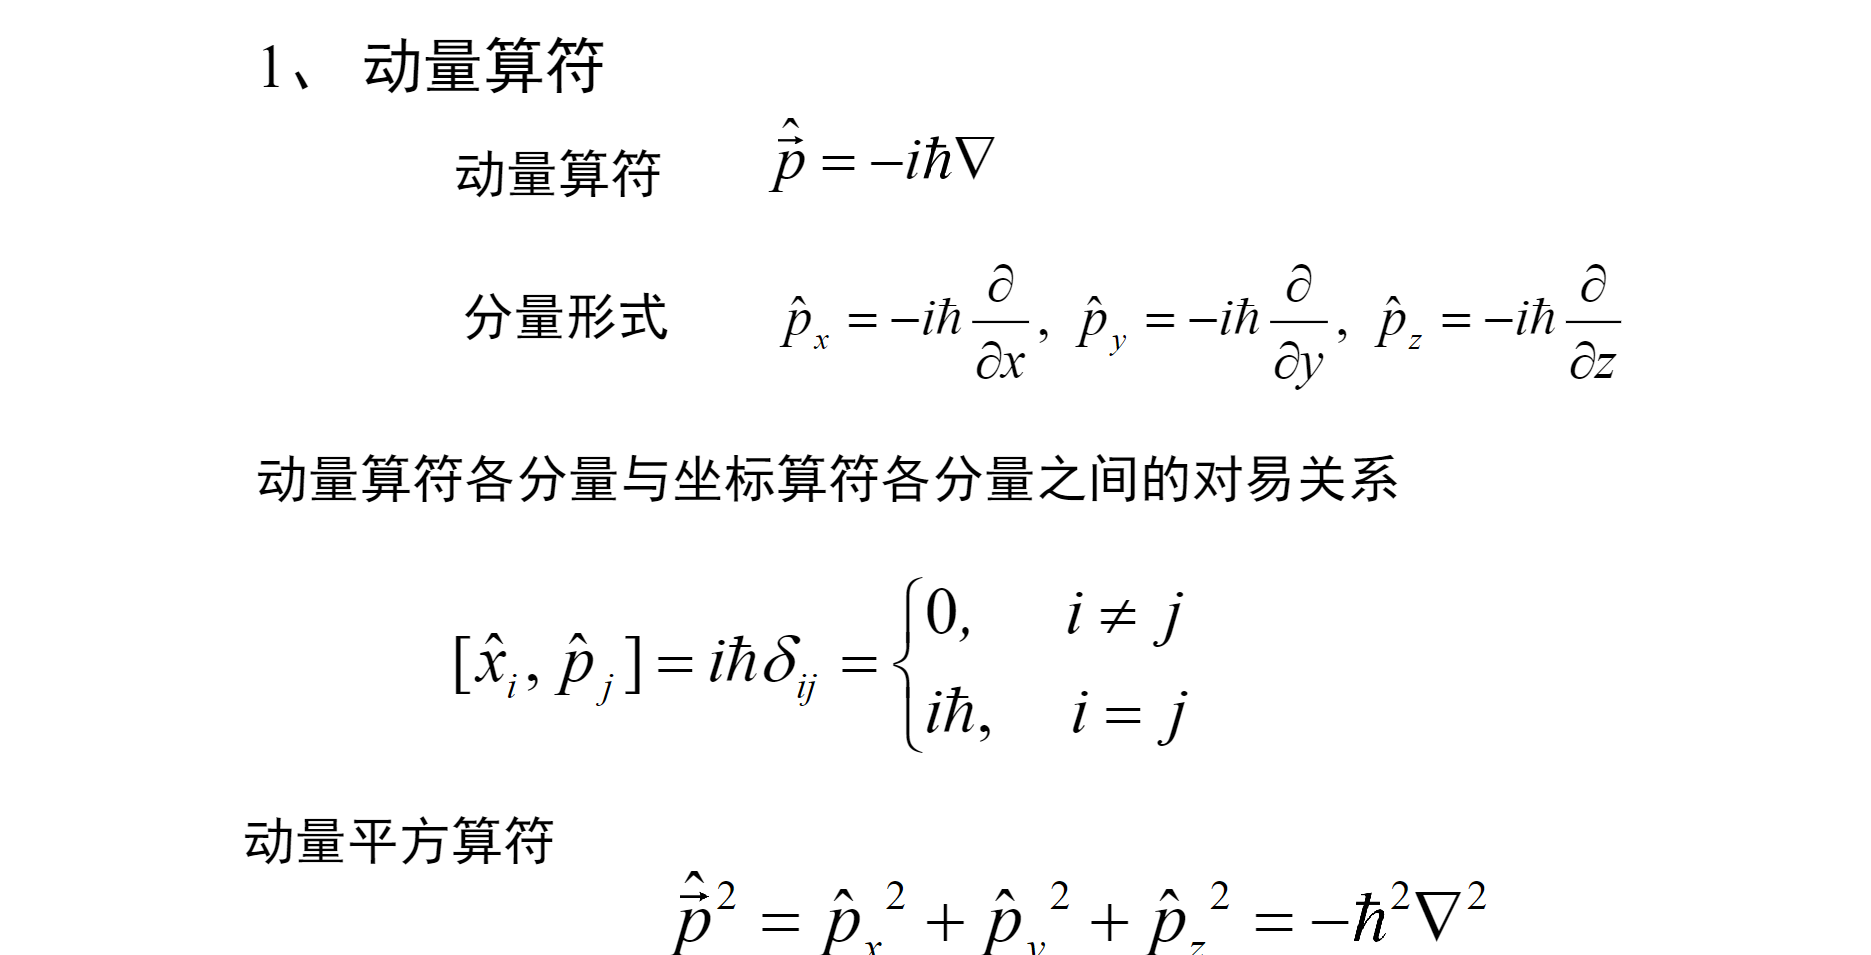 1、 动量算符
动量算符 $\hat{\vec{p}} = -i\hbar\nabla$
分量形式 $\hat{p}_x = -i\hbar\frac{\partial}{\partial x},\ \hat{p}_y = -i\hbar\frac{\partial}{\partial y},\ \hat{p}_z = -i\hbar\frac{\partial}{\partial z}$
动量算符各分量与坐标算符各分量之间的对易关系
$[\hat{x}_i, \hat{p}_j] = i\hbar\delta_{ij} = \begin{cases} 0, & i \neq j \\ i\hbar, & i = j \end{cases}$
动量平方算符
$\hat{\vec{p}}^2 = \hat{p}_x^2 + \hat{p}_y^2 + \hat{p}_z^2 = -\hbar^2\nabla^2$